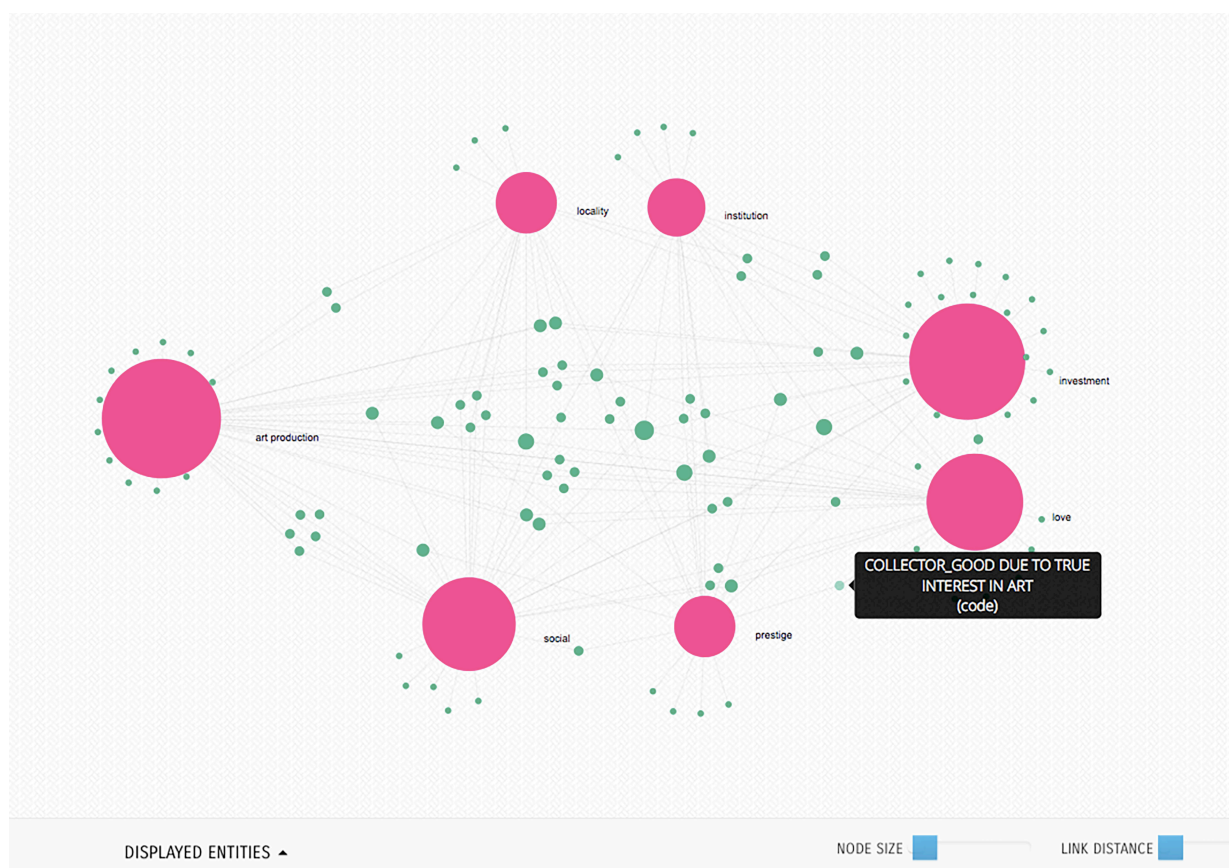 locality
institution
investment
art production
love
COLLECTOR_GOOD DUE TO TRUE
INTEREST IN ART
(code)
social
prestige
DISPLAYED ENTITIES
NODE SIZE
LINK DISTANCE